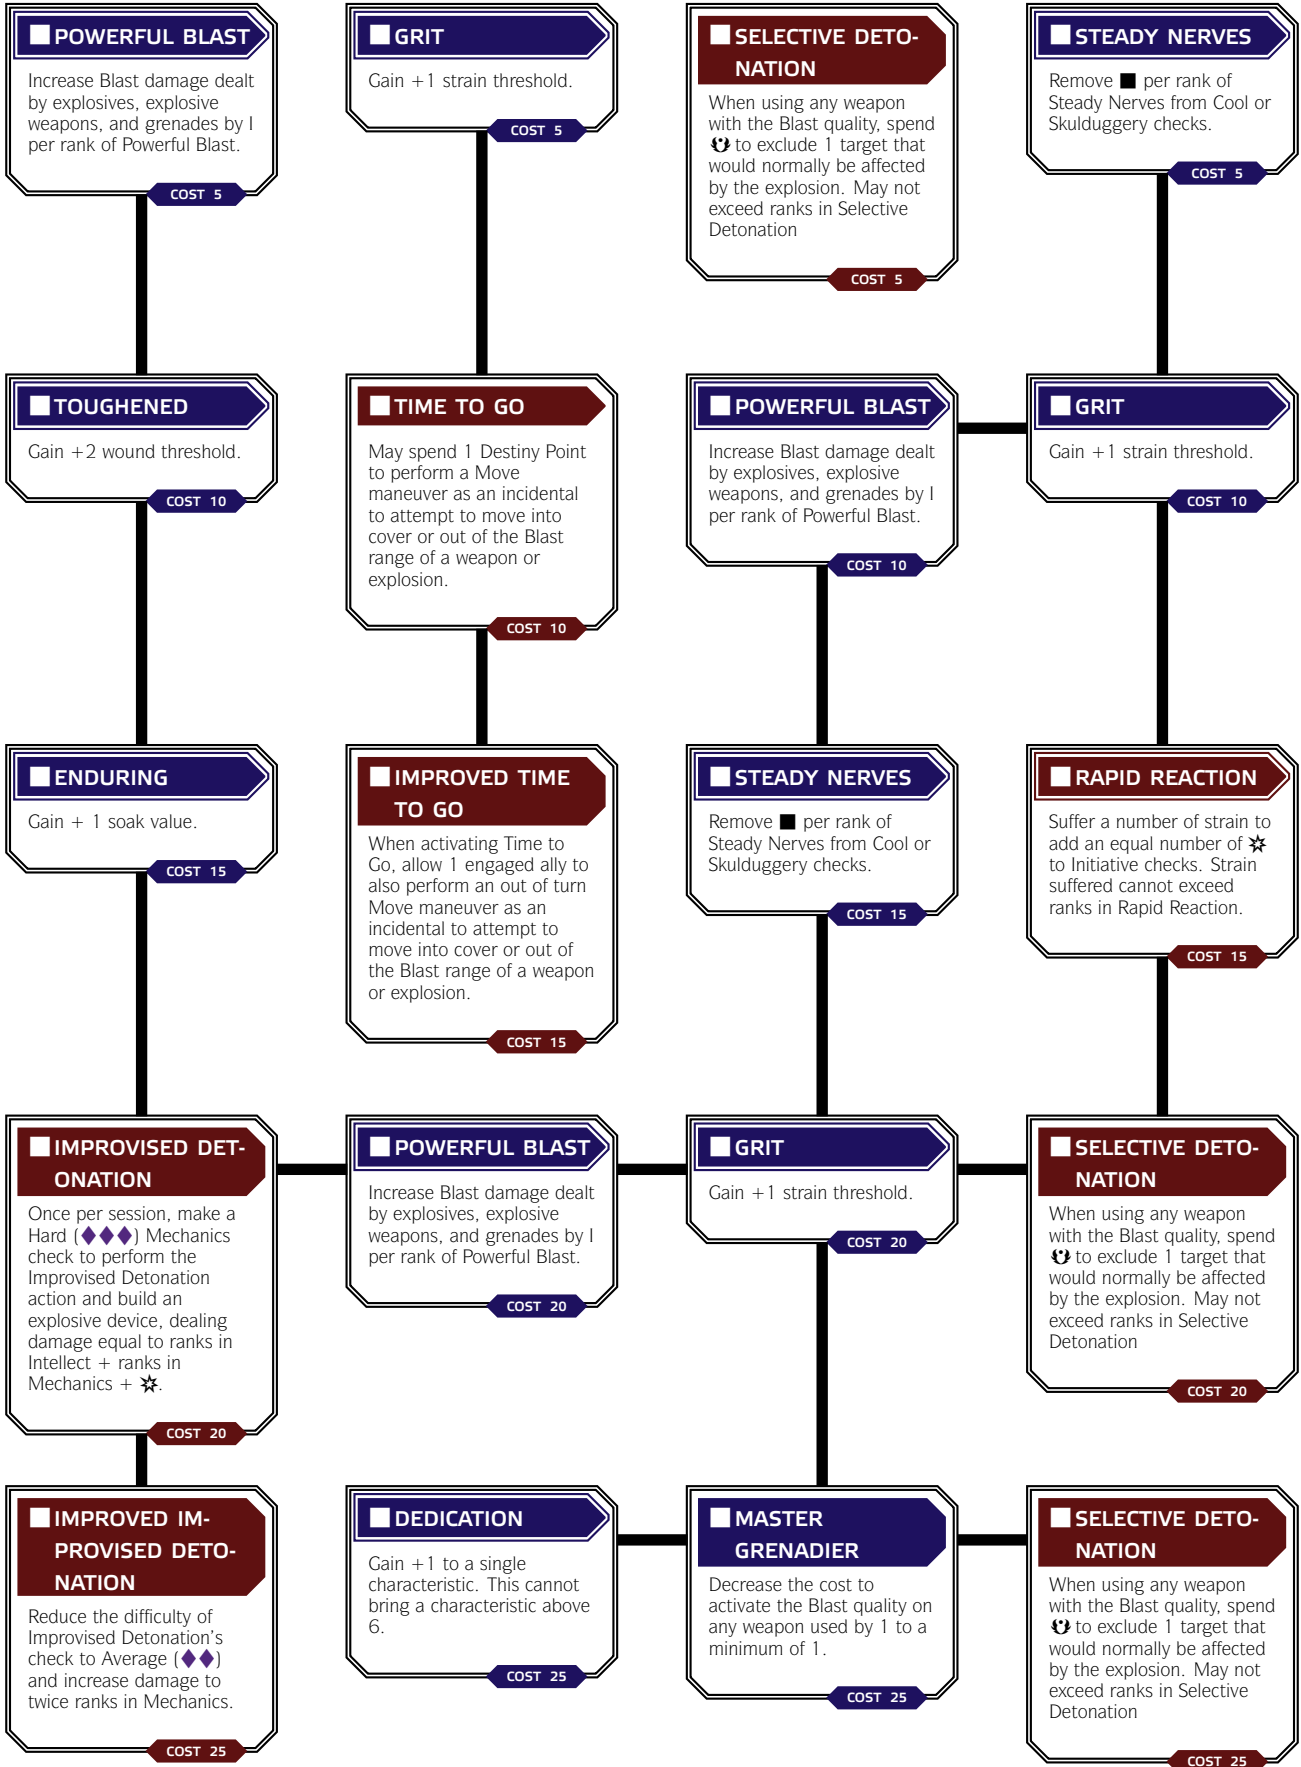 POWERFUL BLAST
Increase Blast damage dealt
by explosives, explosive
weapons, and grenades by I
per rank of Powerful Blast.
COST 5
GRIT
Gain +1 strain threshold.
COST 5
SELECTIVE DETO-
NATION
When using any weapon
with the Blast quality, spend
to exclude 1 target that
would normally be affected
by the explosion. May not
exceed ranks in Selective
Detonation
COST 5
STEADY NERVES
Remove ■ per rank of
Steady Nerves from Cool or
Skulduggery checks.
COST 5
TOUGHENED
Gain +2 wound threshold.
COST 10
TIME TO GO
May spend 1 Destiny Point
to perform a Move
maneuver as an incidental
to attempt to move into
cover or out of the Blast
range of a weapon or
explosion.
COST 10
POWERFUL BLAST
Increase Blast damage dealt
by explosives, explosive
weapons, and grenades by I
per rank of Powerful Blast.
COST 10
GRIT
Gain +1 strain threshold.
COST 10
ENDURING
Gain + 1 soak value.
COST 15
IMPROVED TIME
TO GO
When activating Time to
Go, allow 1 engaged ally to
also perform an out of turn
Move maneuver as an
incidental to attempt to
move into cover or out of
the Blast range of a weapon
or explosion.
COST 15
STEADY NERVES
Remove ■ per rank of
Steady Nerves from Cool or
Skulduggery checks.
COST 15
RAPID REACTION
Suffer a number of strain to
add an equal number of
to Initiative checks. Strain
suffered cannot exceed
ranks in Rapid Reaction.
COST 15
IMPROVISED DET-
ONATION
Once per session, make a
Hard (♦♦♦) Mechanics
check to perform the
Improvised Detonation
action and build an
explosive device, dealing
damage equal to ranks in
Intellect + ranks in
Mechanics + .
COST 20
POWERFUL BLAST
Increase Blast damage dealt
by explosives, explosive
weapons, and grenades by I
per rank of Powerful Blast.
COST 20
GRIT
Gain +1 strain threshold.
COST 20
SELECTIVE DETO-
NATION
When using any weapon
with the Blast quality, spend
to exclude 1 target that
would normally be affected
by the explosion. May not
exceed ranks in Selective
Detonation
COST 20
IMPROVED IM-
PROVISED DETO-
NATION
Reduce the difficulty of
Improvised Detonation's
check to Average (♦♦)
and increase damage to
twice ranks in Mechanics.
COST 25
DEDICATION
Gain +1 to a single
characteristic. This cannot
bring a characteristic above
6.
COST 25
MASTER
GRENADIER
Decrease the cost to
activate the Blast quality on
any weapon used by 1 to a
minimum of 1.
COST 25
SELECTIVE DETO-
NATION
When using any weapon
with the Blast quality, spend
to exclude 1 target that
would normally be affected
by the explosion. May not
exceed ranks in Selective
Detonation
COST 25